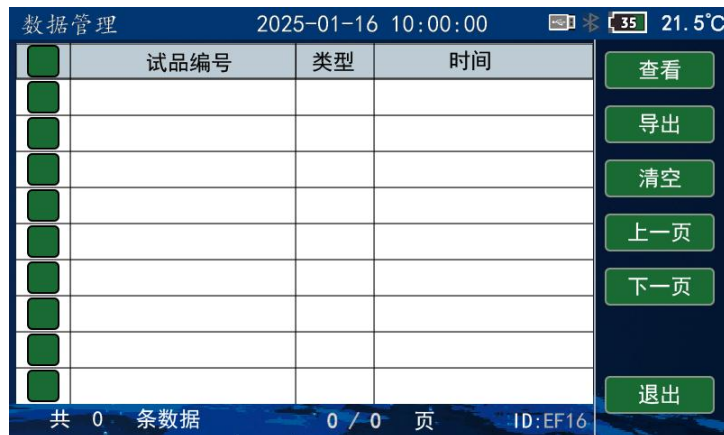 数据管理 2025-01-16 10:00:00 35 21.5℃
试品编号 类型 时间
查看
导出
清空
上一页
下一页
退出
共 0 条数据 0 / 0 页 ID:EF16